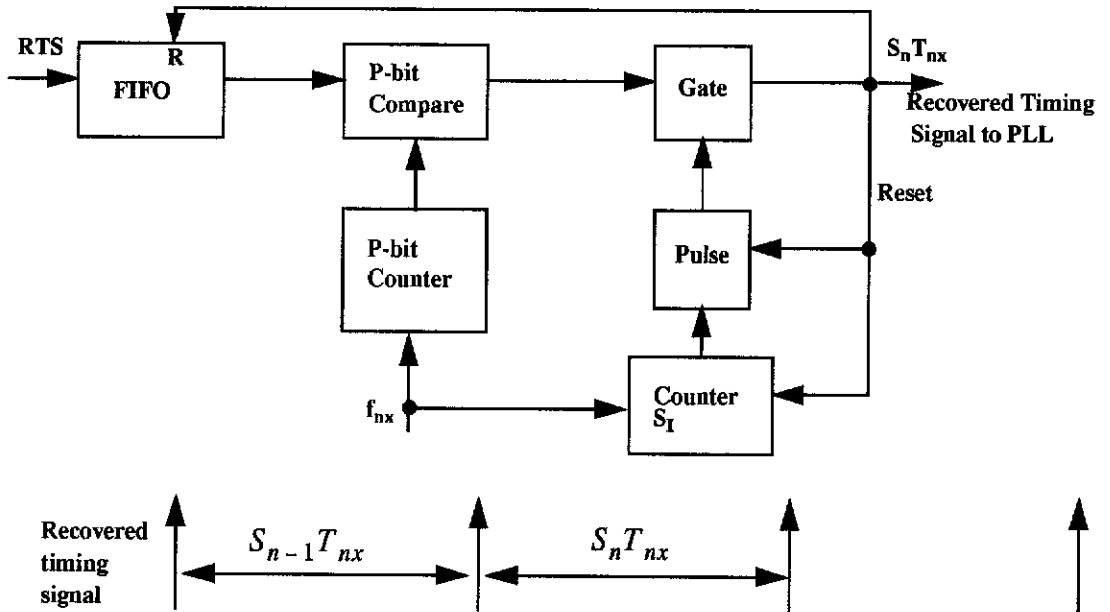 RTS
R
FIFO
P-bit
Compare
Gate
SnTnx
Recovered Timing
Signal to PLL
Reset
P-bit
Counter
Pulse
fnx
Counter
SI
Recovered
timing
signal
Sn-1Tnx
SnTnx